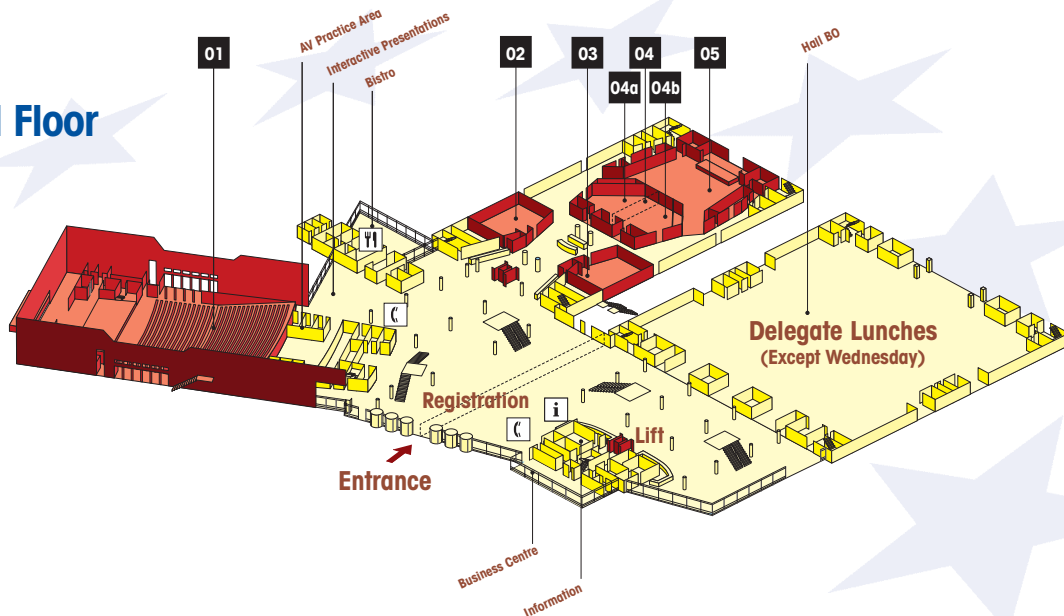 AV Practice Area
Interactive Presentations
Bistro
Hall BO
01
02
03
04
05
04a
04b
Floor
Delegate Lunches
(Except Wednesday)
Registration
i
Lift
Entrance
Business Centre
Information